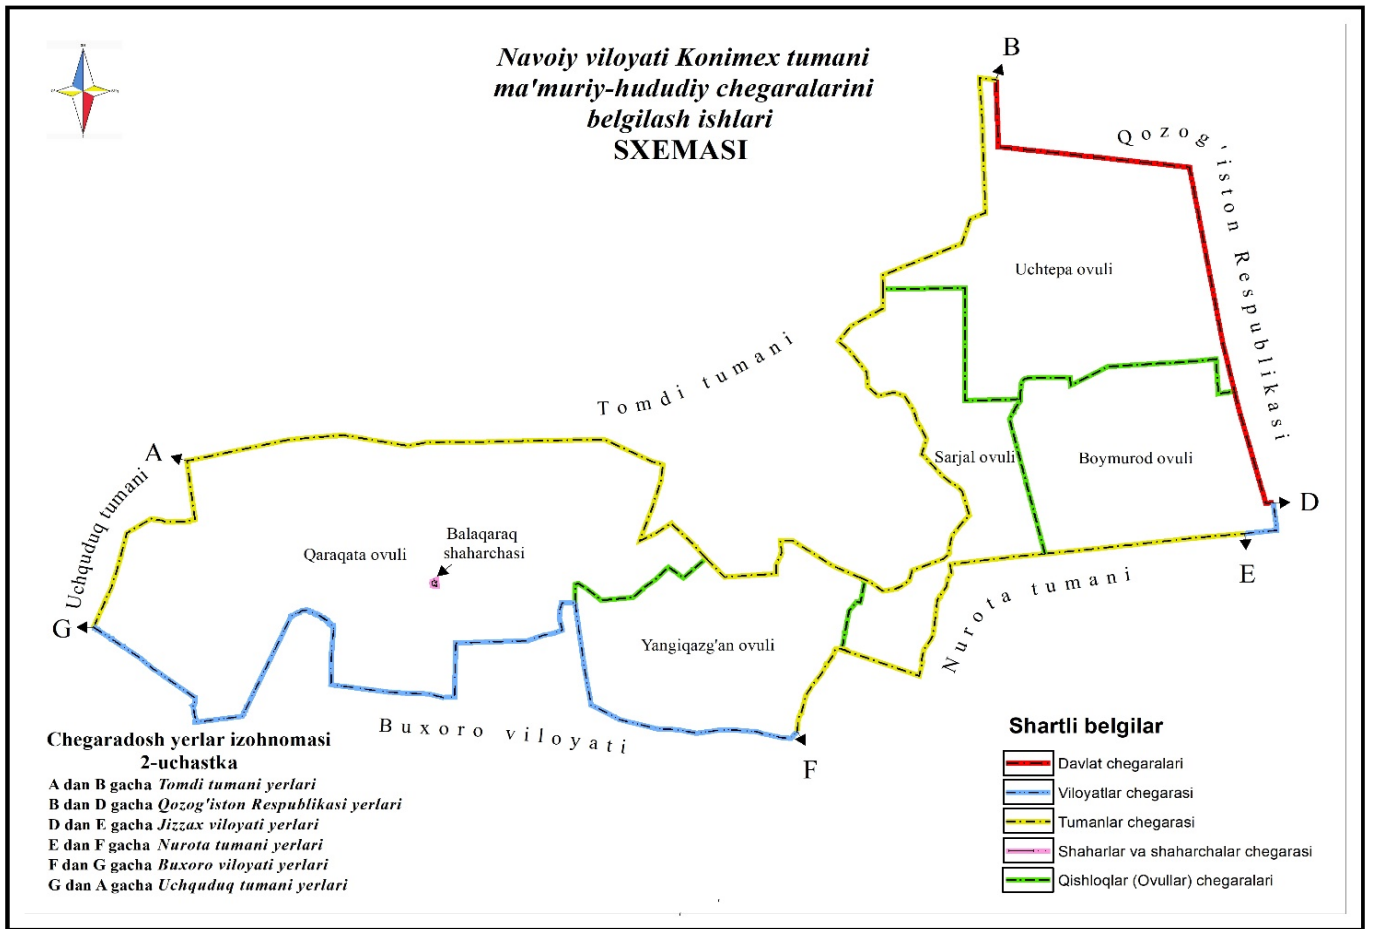 Navoiy viloyati Konimex tumani
ma'muriy-hududiy chegaralarini
belgilash ishlari
SXEMASI
B
Qozog'iston Respublikasi
Uchtepa ovuli
Tomdi tumani
A
Uchquduq tumani
Sarjal ovuli
Boymurod ovuli
D
Balaqaraq
shaharchasi
Qaraqata ovuli
E
Nurota tumani
G
Yangiqazg'an ovuli
Buxoro viloyati
F
Chegaradosh yerlar izohnomasi
2-uchastka
A dan B gacha Tomdi tumani yerlari
B dan D gacha Qozog'iston Respublikasi yerlari
D dan E gacha Jizzax viloyati yerlari
E dan F gacha Nurota tumani yerlari
F dan G gacha Buxoro viloyati yerlari
G dan A gacha Uchquduq tumani yerlari
Shartli belgilar
Davlat chegaralari
Viloyatlar chegarasi
Tumanlar chegarasi
Shaharlar va shaharchalar chegarasi
Qishloqlar (Ovullar) chegaralari